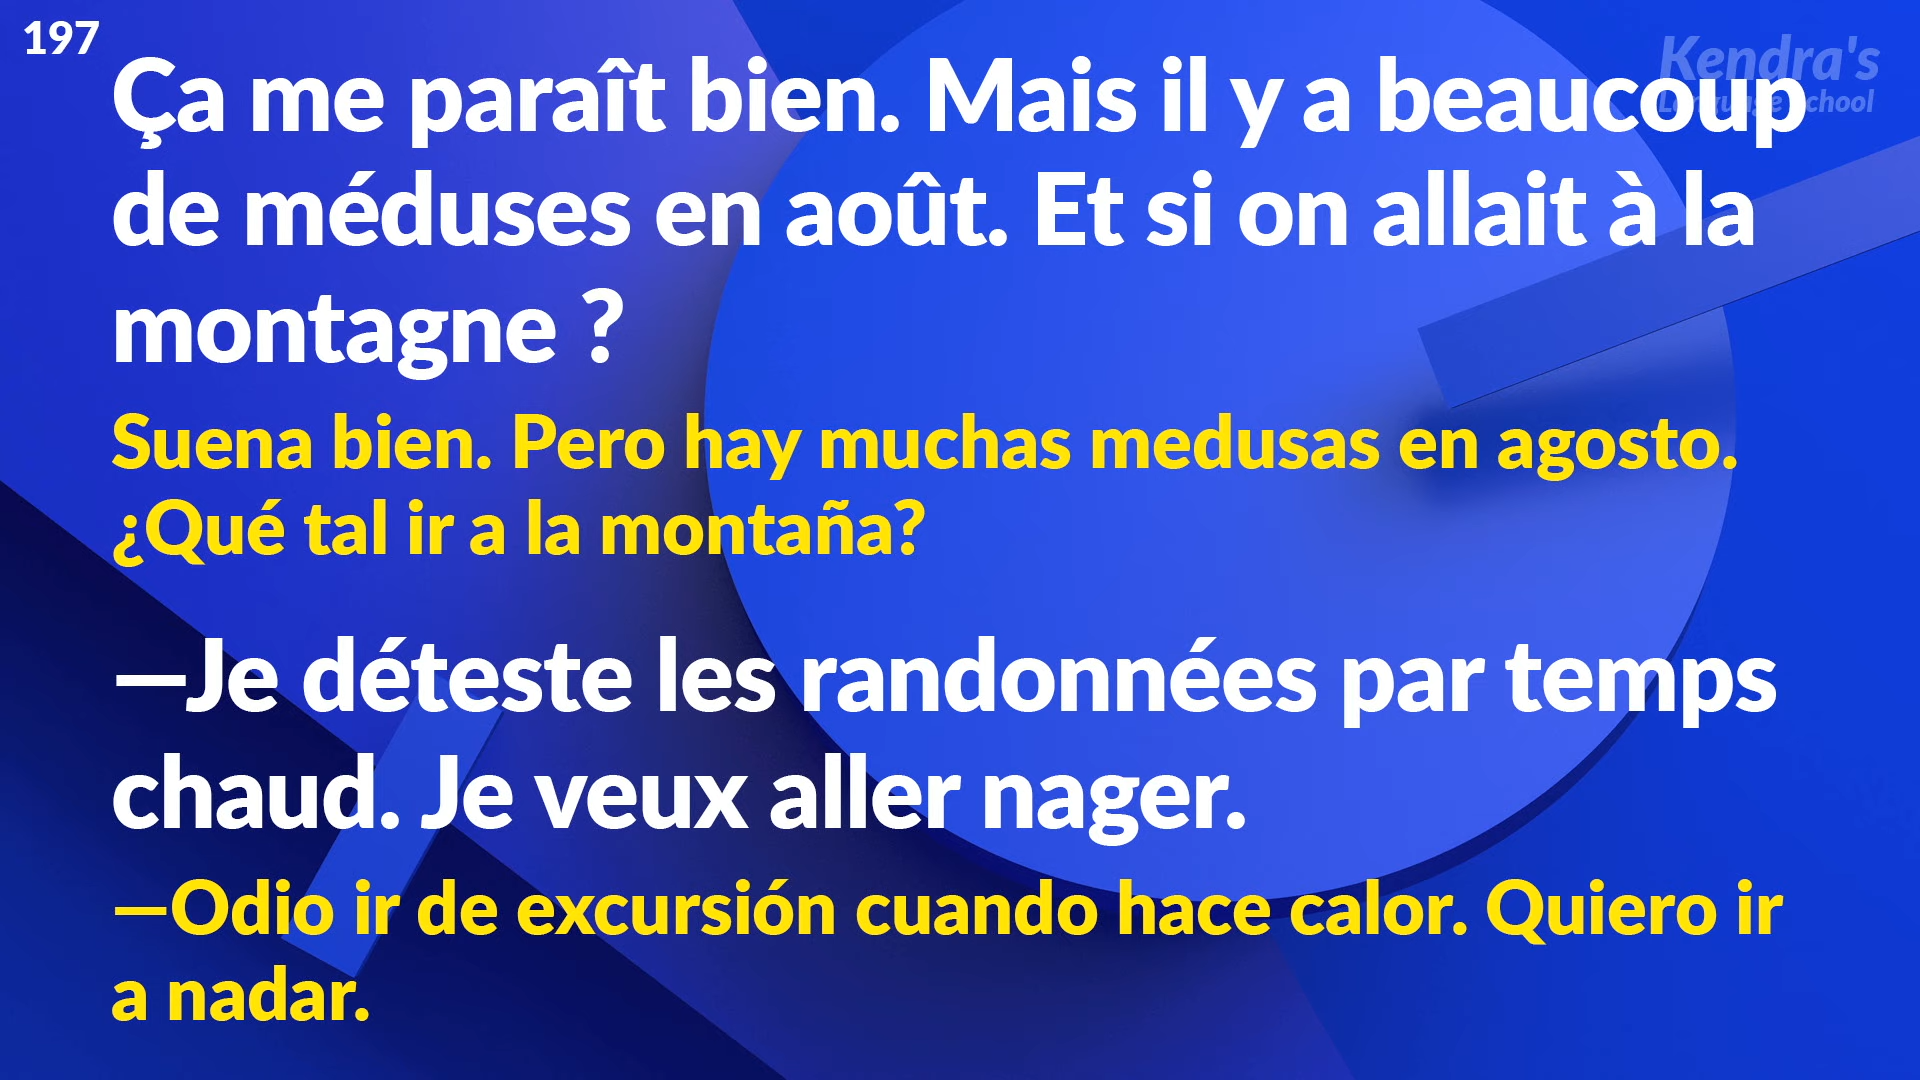 197
Kendra's
Language School
Ça me paraît bien. Mais il y a beaucoup
de méduses en août. Et si on allait à la
montagne ?
Suena bien. Pero hay muchas medusas en agosto.
¿Qué tal ir a la montaña?
—Je déteste les randonnées par temps
chaud. Je veux aller nager.
—Odio ir de excursión cuando hace calor. Quiero ir
a nadar.